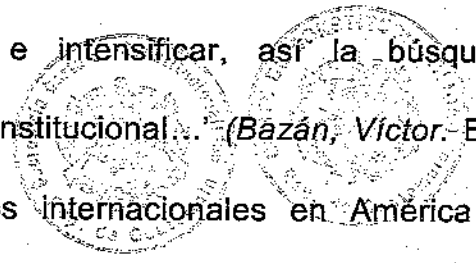 e intensificar, así la búsqu
nstitucional...' (Bazán, Víctor. E
s internacionales en América